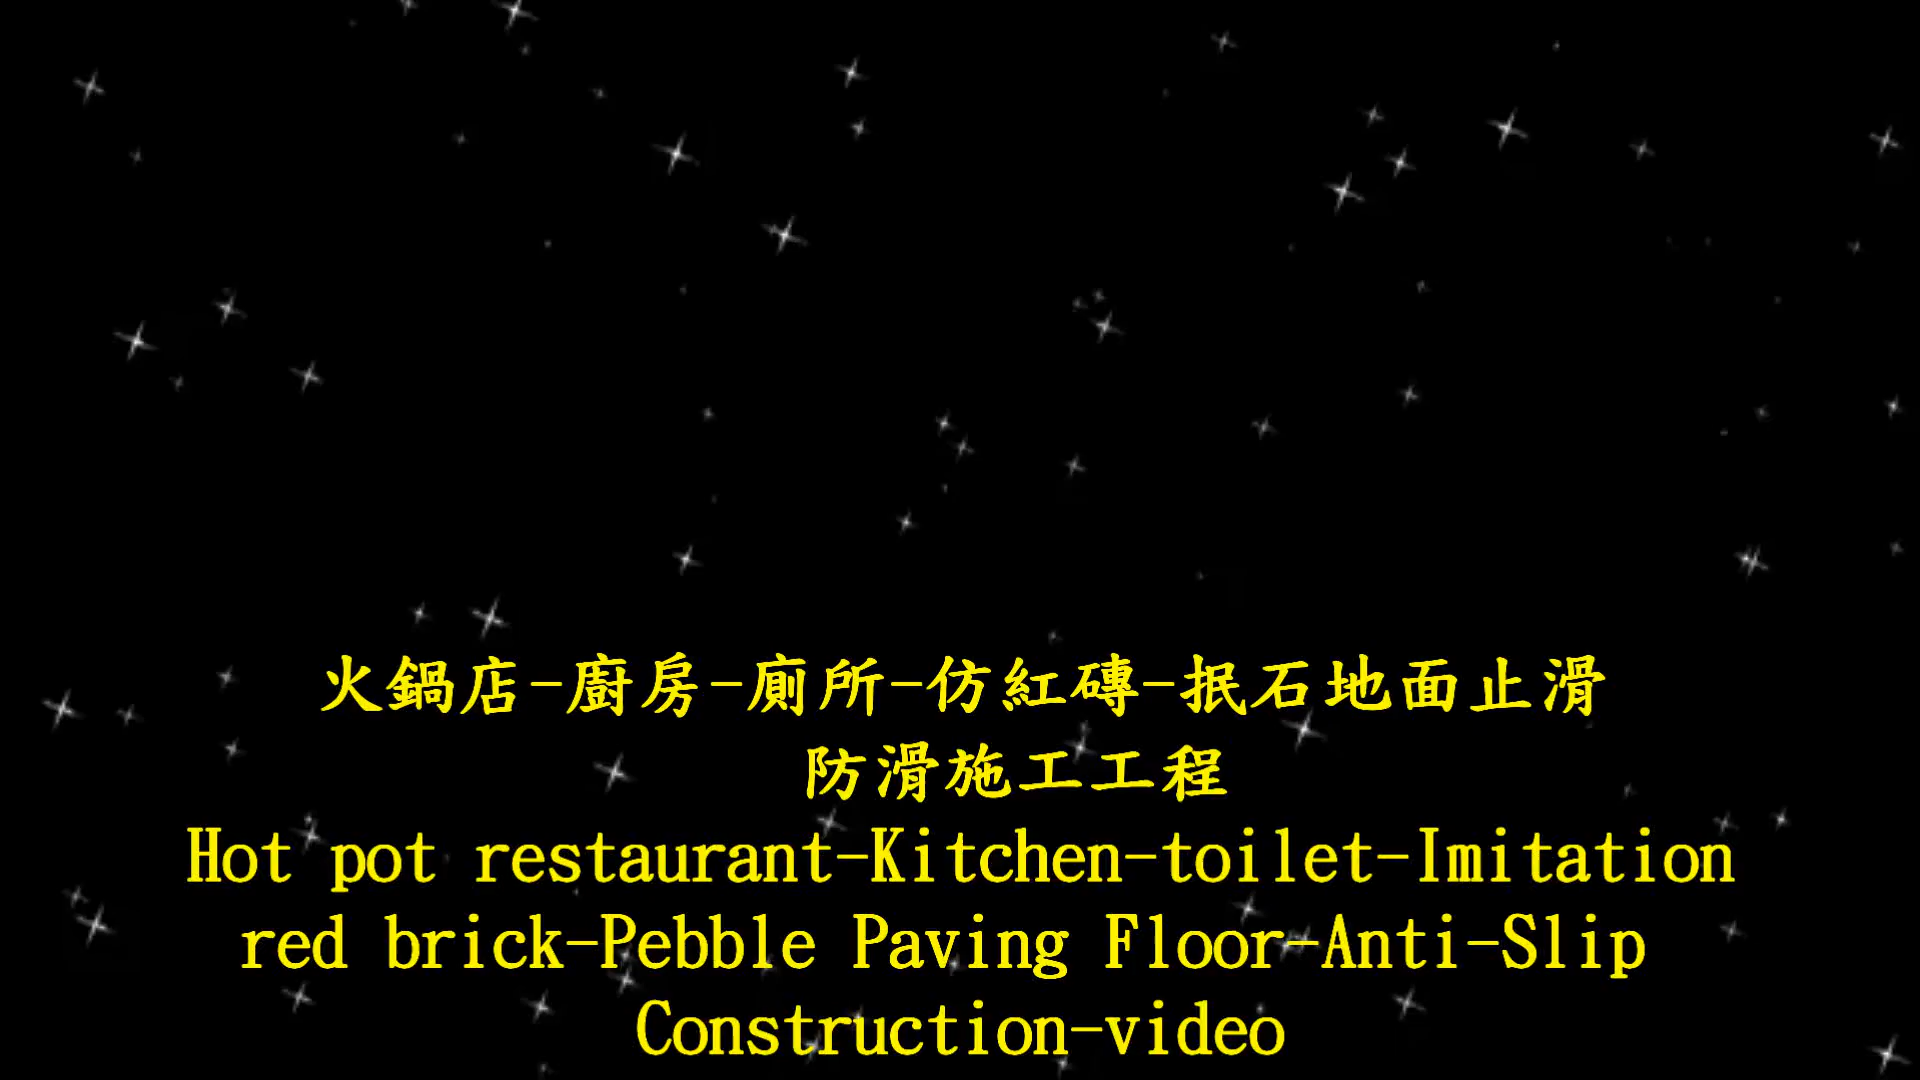 火鍋店-廚房-廁所-仿紅磚-抿石地面止滑
防滑施工工程
Hot pot restaurant-Kitchen-toilet-Imitation
red brick-Pebble Paving Floor-Anti-Slip
Construction-video